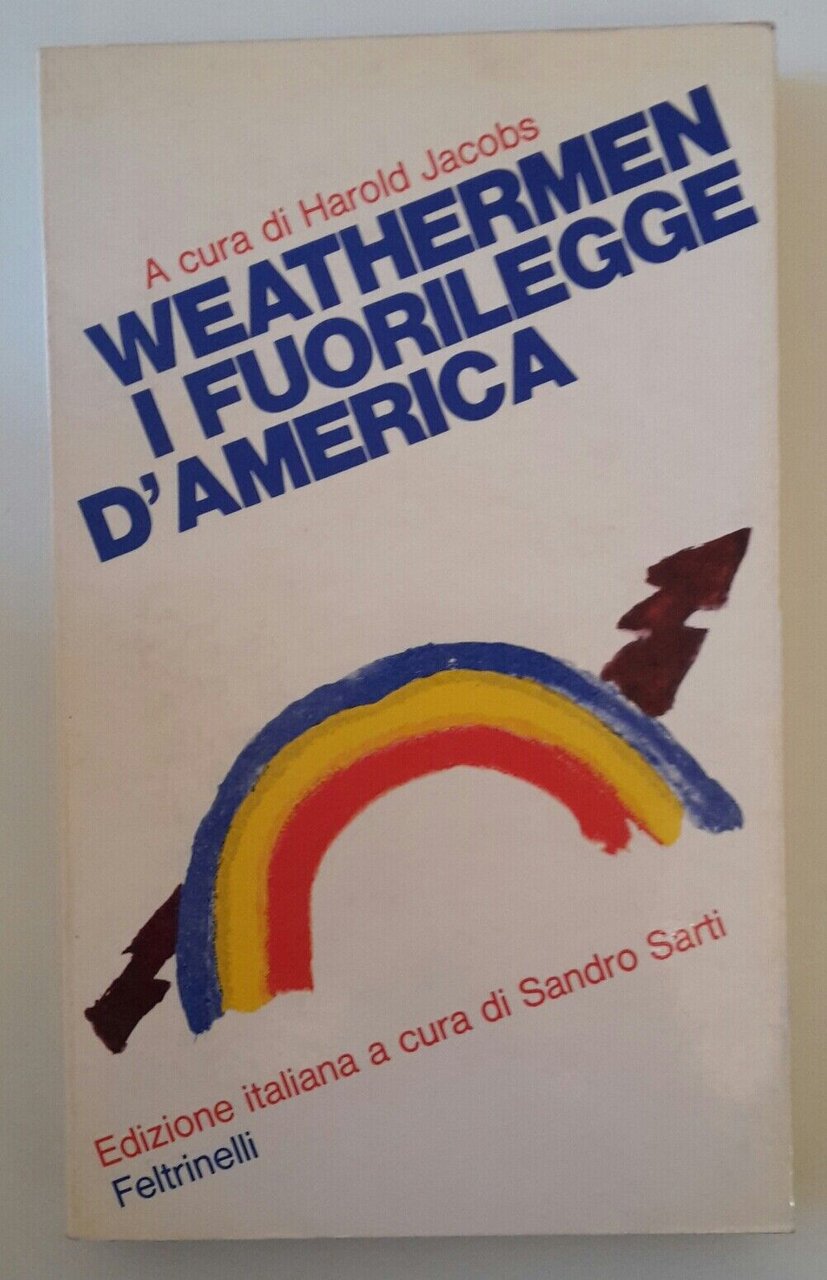 A cura di Harold Jacobs
WEATHERMEN
I FUORILEGGE
D'AMERICA
Edizione italiana a cura di Sandro Sarti
Feltrinelli